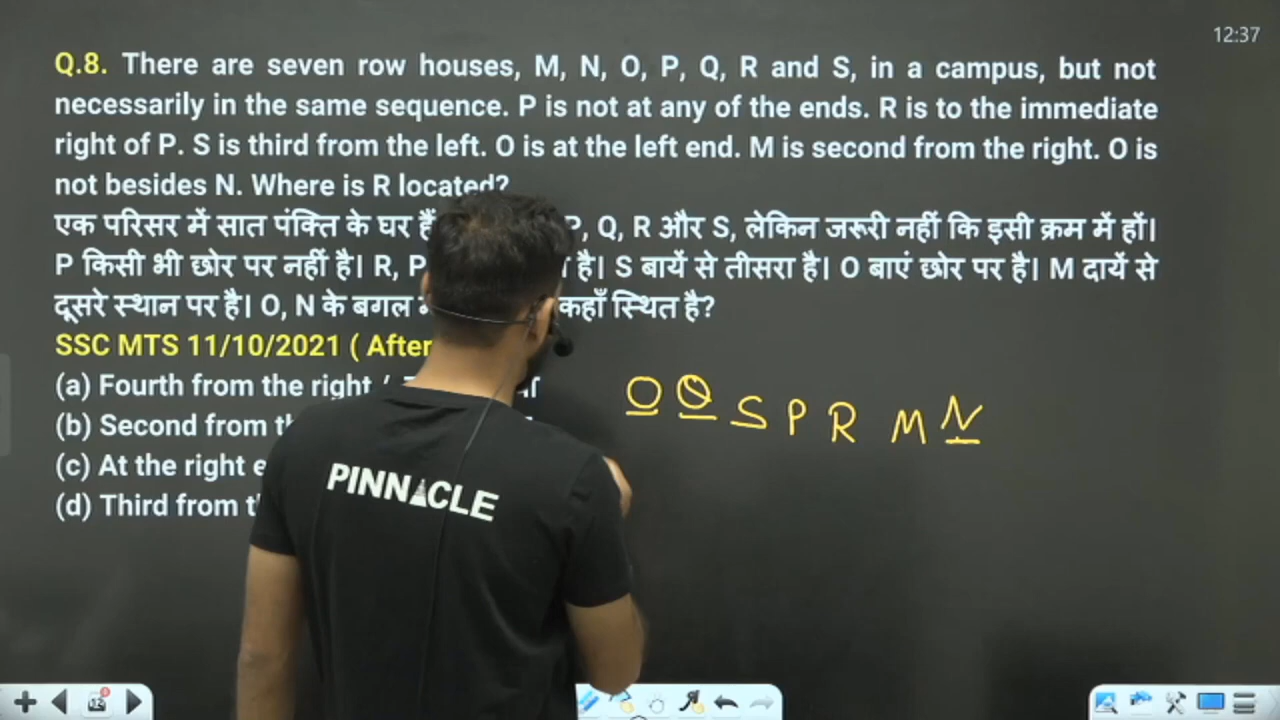 12:37
Q.8. There are seven row houses, M, N, O, P, Q, R and S, in a campus, but not
necessarily in the same sequence. P is not at any of the ends. R is to the immediate
right of P. S is third from the left. O is at the left end. M is second from the right. O is
not besides N. Where is R located?
एक परिसर में सात पंक्ति के घर हैं P, Q, R और S, लेकिन जरूरी नहीं कि इसी क्रम में हों।
P किसी भी छोर पर नहीं है। R, P है। S बायें से तीसरा है। O बाएं छोर पर है। M दायें से
दूसरे स्थान पर है। O, N के बगल कहाँ स्थित है?
SSC MTS 11/10/2021 ( After
(a) Fourth from the right
(b) Second from
(c) At the right
(d) Third from
O Q S P R M N
PINNACLE